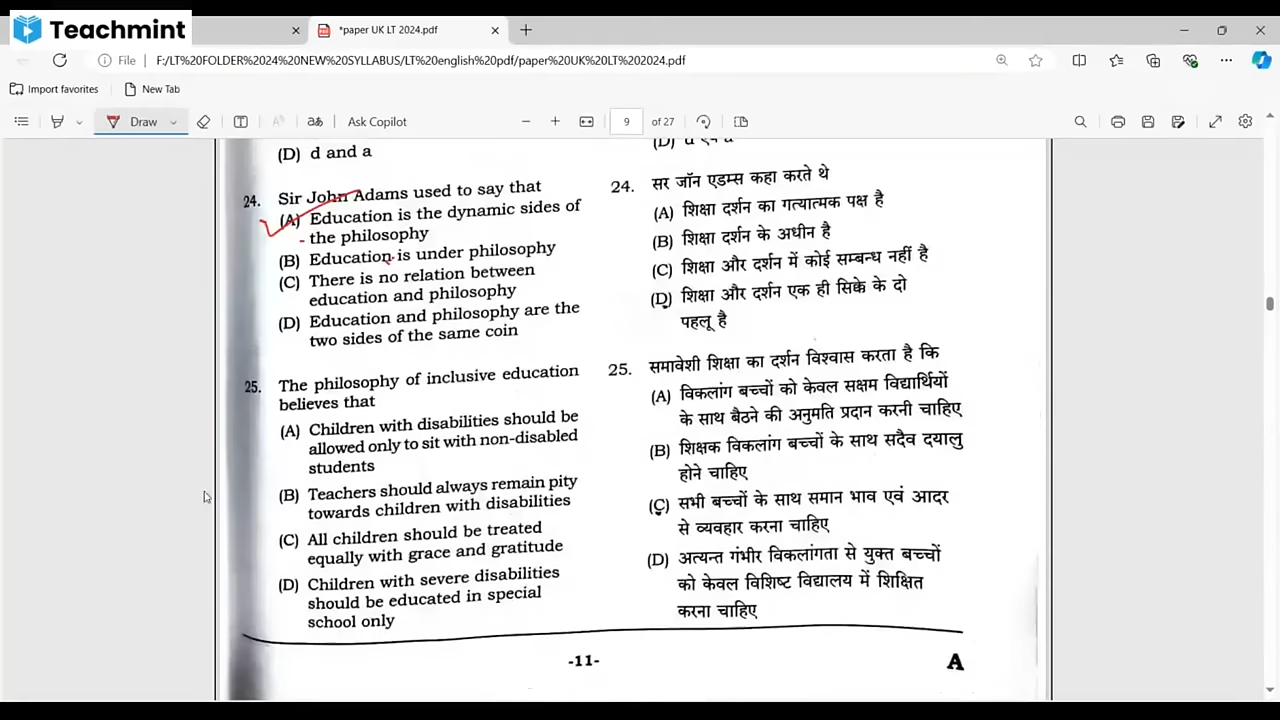 Teachmint
*paper UK LT 2024.pdf
File
F:/LT%20FOLDER%2024%20NEW%20SYLLABUS/LT%20english%20pdf/paper%20UK%20LT%202024.pdf
Import favorites
New Tab
Draw
Ask Copilot
9 of 27
(D) d and a
24. Sir John Adams used to say that
(A) Education is the dynamic sides of
the philosophy
(B) Education is under philosophy
(C) There is no relation between
education and philosophy
(D) Education and philosophy are the
two sides of the same coin
25. The philosophy of inclusive education
believes that
(A) Children with disabilities should be
allowed only to sit with non-disabled
students
(B) Teachers should always remain pity
towards children with disabilities
(C) All children should be treated
equally with grace and gratitude
(D) Children with severe disabilities
should be educated in special
school only
24. सर जॉन एडम्स कहा करते थे
(A) शिक्षा दर्शन का गत्यात्मक पक्ष है
(B) शिक्षा दर्शन के अधीन है
(C) शिक्षा और दर्शन में कोई सम्बन्ध नहीं है
(D) शिक्षा और दर्शन एक ही सिक्के के दो
पहलू है
25. समावेशी शिक्षा का दर्शन विश्वास करता है कि
(A) विकलांग बच्चों को केवल सक्षम विद्यार्थियों
के साथ बैठने की अनुमति प्रदान करनी चाहिए
(B) शिक्षक विकलांग बच्चों के साथ सदैव दयालु
होने चाहिए
(C) सभी बच्चों के साथ समान भाव एवं आदर
से व्यवहार करना चाहिए
(D) अत्यन्त गंभीर विकलांगता से युक्त बच्चों
को केवल विशिष्ट विद्यालय में शिक्षित
करना चाहिए
-11-
A